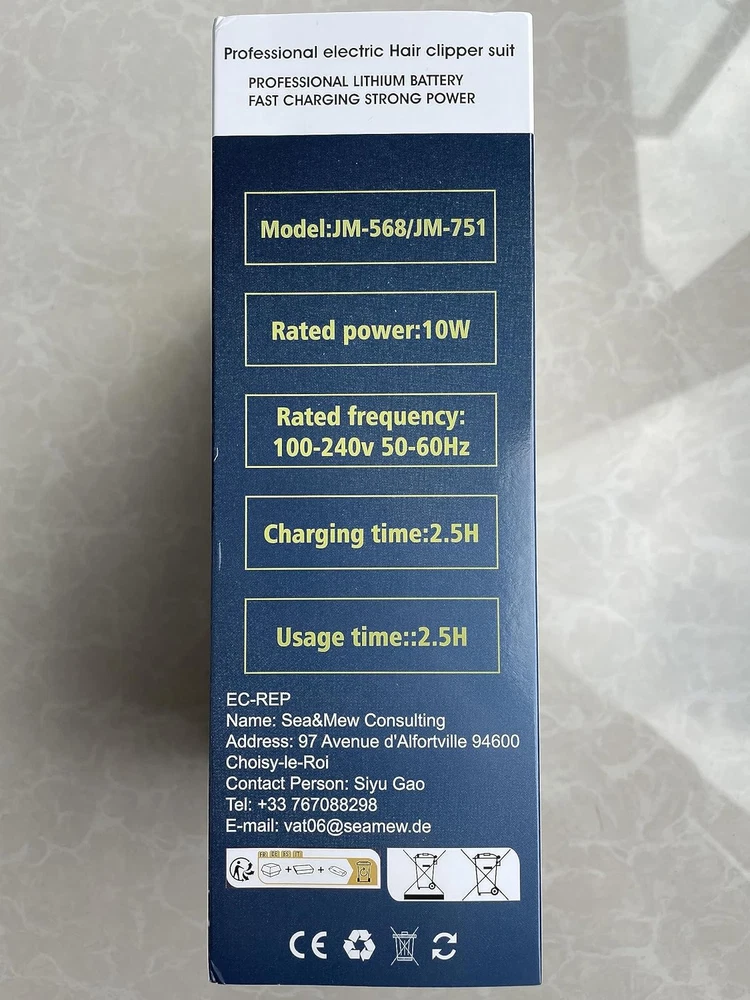 Professional electric Hair clipper suit
PROFESSIONAL LITHIUM BATTERY
FAST CHARGING STRONG POWER
Model:JM-568/JM-751
Rated power:10W
Rated frequency:
100-240v 50-60Hz
Charging time:2.5H
Usage time::2.5H
EC-REP
Name: Sea&Mew Consulting
Address: 97 Avenue d'Alfortville 94600
Choisy-le-Roi
Contact Person: Siyu Gao
Tel: +33 767088298
E-mail: vat06@seamew.de
CE